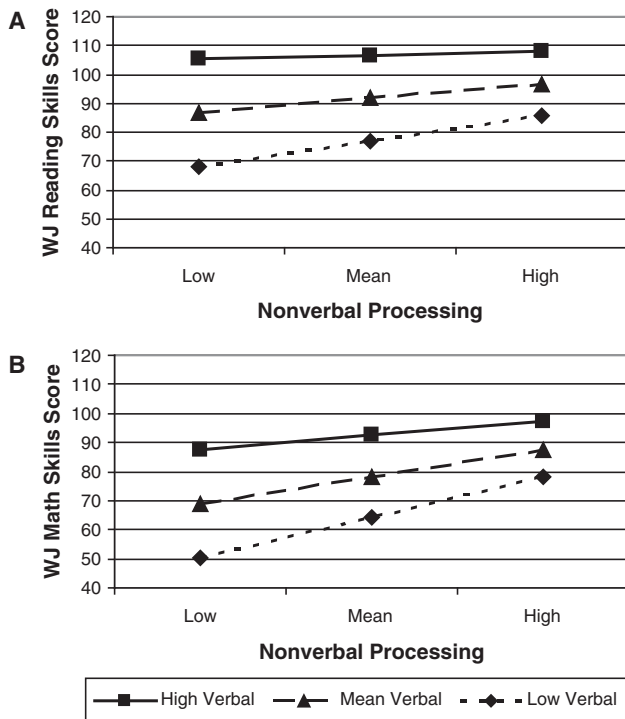 A
WJ Reading Skills Score
120
110
100
90
80
70
60
50
40
Low Mean High
Nonverbal Processing
B
WJ Math Skills Score
120
110
100
90
80
70
60
50
40
Low Mean High
Nonverbal Processing
High Verbal Mean Verbal Low Verbal